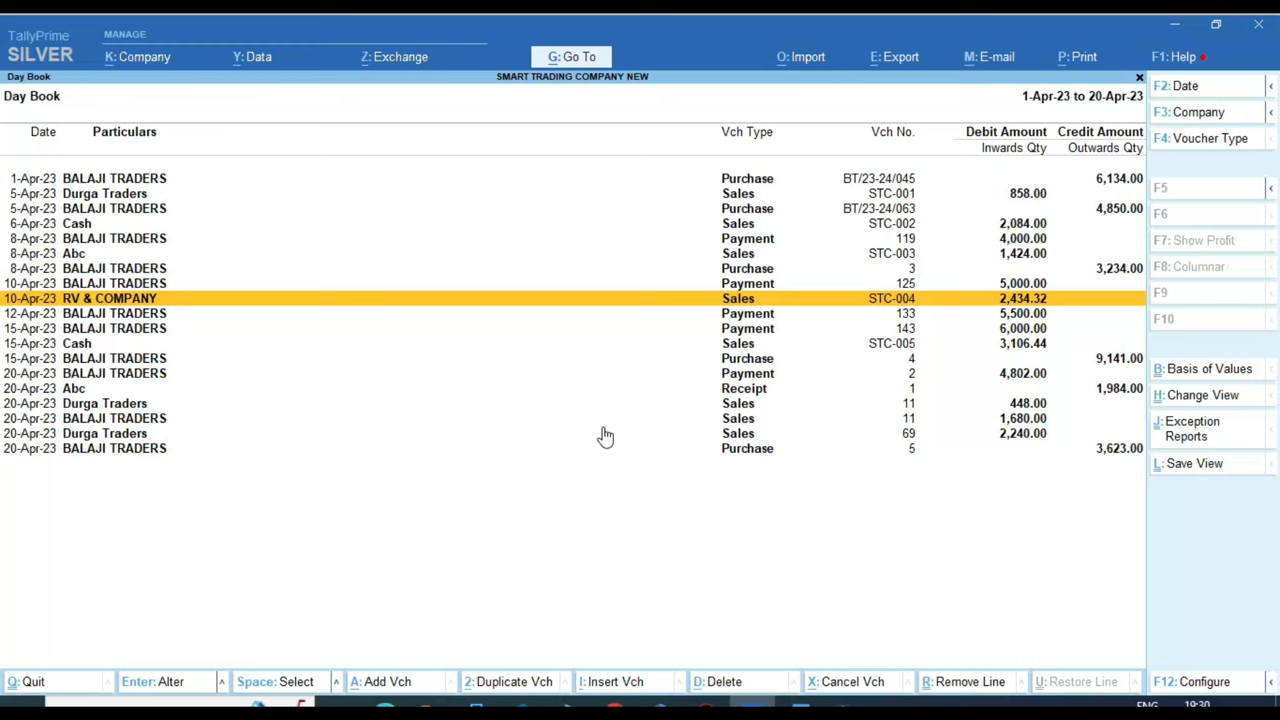 TallyPrime
SILVER
MANAGE
K: Company
Y: Data
Z: Exchange
G: Go To
O: Import
E: Export
M: E-mail
P: Print
F1: Help
Day Book
SMART TRADING COMPANY NEW
Day Book 1-Apr-23 to 20-Apr-23
Date Particulars Vch Type Vch No. Debit Amount Credit Amount
Inwards Qty Outwards Qty
1-Apr-23 BALAJI TRADERS Purchase BT/23-24/045 6,134.00
5-Apr-23 Durga Traders Sales STC-001 858.00
5-Apr-23 BALAJI TRADERS Purchase BT/23-24/063 4,850.00
6-Apr-23 Cash Sales STC-002 2,084.00
8-Apr-23 BALAJI TRADERS Payment 119 4,000.00
8-Apr-23 Abc Sales STC-003 1,424.00
8-Apr-23 BALAJI TRADERS Purchase 3 3,234.00
10-Apr-23 BALAJI TRADERS Payment 125 5,000.00
10-Apr-23 RV & COMPANY Sales STC-004 2,434.32
12-Apr-23 BALAJI TRADERS Payment 133 5,500.00
15-Apr-23 BALAJI TRADERS Payment 143 6,000.00
15-Apr-23 Cash Sales STC-005 3,106.44
15-Apr-23 BALAJI TRADERS Purchase 4 9,141.00
20-Apr-23 BALAJI TRADERS Payment 2 4,802.00
20-Apr-23 Abc Receipt 1 1,984.00
20-Apr-23 Durga Traders Sales 11 448.00
20-Apr-23 BALAJI TRADERS Sales 11 1,680.00
20-Apr-23 Durga Traders Sales 69 2,240.00
20-Apr-23 BALAJI TRADERS Purchase 5 3,623.00
F2: Date
F3: Company
F4: Voucher Type
F5
F6
F7: Show Profit
F8: Columnar
F9
F10
B: Basis of Values
H: Change View
J: Exception
Reports
L: Save View
Q: Quit
Enter: Alter
Space: Select
A: Add Vch
2: Duplicate Vch
I: Insert Vch
D: Delete
X: Cancel Vch
R: Remove Line
U: Restore Line
F12: Configure
ENG 19:30